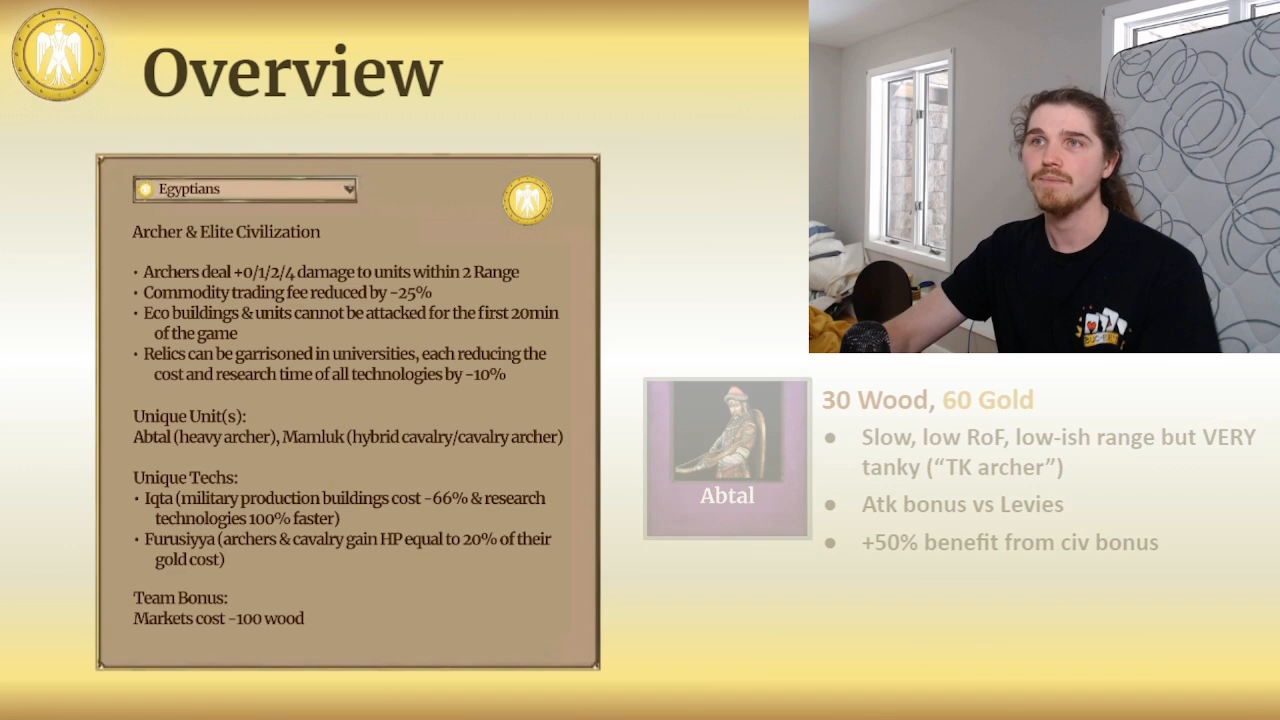 Overview
Egyptians
Archer & Elite Civilization
· Archers deal +0/1/2/4 damage to units within 2 Range
· Commodity trading fee reduced by -25%
· Eco buildings & units cannot be attacked for the first 20min
of the game
· Relics can be garrisoned in universities, each reducing the
cost and research time of all technologies by -10%
Unique Unit(s):
Abtal (heavy archer), Mamluk (hybrid cavalry/cavalry archer)
Unique Techs:
· Iqta (military production buildings cost -66% & research
technologies 100% faster)
· Furusiyya (archers & cavalry gain HP equal to 20% of their
gold cost)
Team Bonus:
Markets cost -100 wood
Abtal
30 Wood, 60 Gold
● Slow, low RoF, low-ish range but VERY
tanky (“TK archer”)
● Atk bonus vs Levies
● +50% benefit from civ bonus